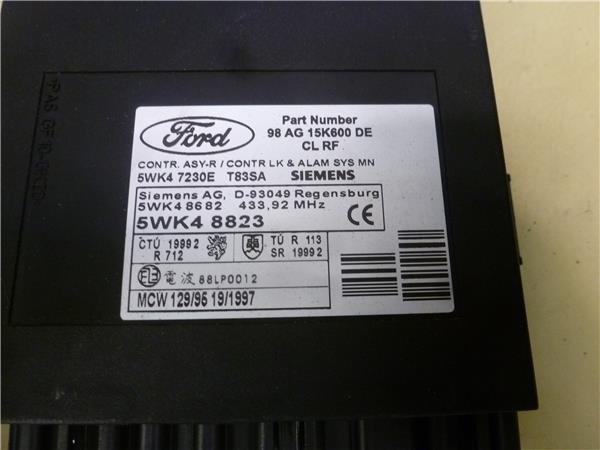 Ford
Part Number
98 AG 15K600 DE
CL RF
CONTR. ASY-R / CONTR LK & ALAM SYS MN
5WK4 7230E T83SA SIEMENS
Siemens AG, D-93049 Regensburg
5WK4 8682 433,92 MHz
5WK4 8823
CE
CTÚ 1999 2
R 712
TÚ R 113
SR 1999 2
電波 88LP0012
MCW 129/95 19/1997